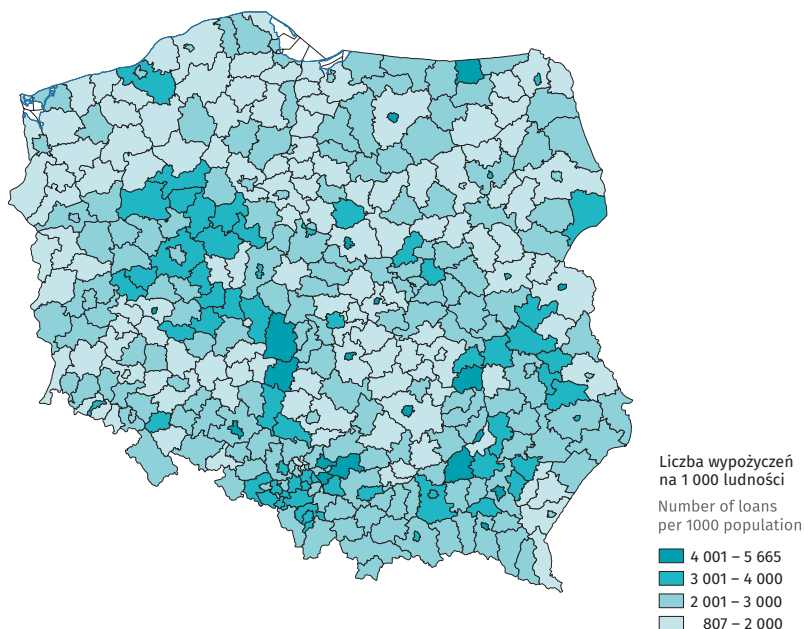 Liczba wypożyczeń
na 1 000 ludności
Number of loans
per 1000 population
4 001 – 5 665
3 001 – 4 000
2 001 – 3 000
807 – 2 000